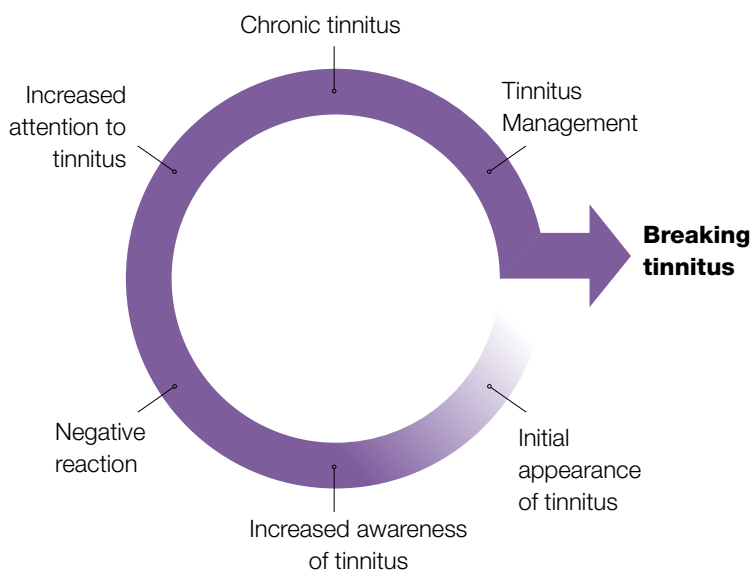 Chronic tinnitus
Increased
attention to
tinnitus
Tinnitus
Management
Breaking
tinnitus
Negative
reaction
Initial
appearance
of tinnitus
Increased awareness
of tinnitus